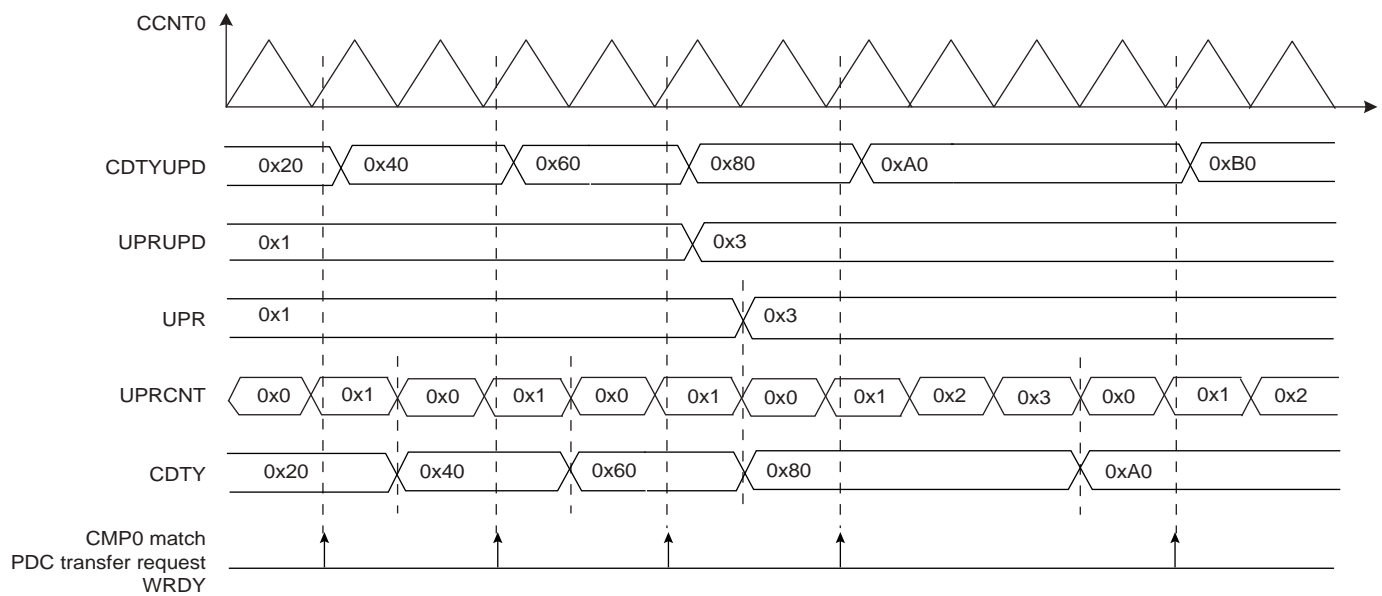 CCNT0
CDTYUPD 0x20 0x40 0x60 0x80 0xA0 0xB0
UPRUPD 0x1 0x3
UPR 0x1 0x3
UPRCNT 0x0 0x1 0x0 0x1 0x0 0x1 0x0 0x1 0x2 0x3 0x0 0x1 0x2
CDTY 0x20 0x40 0x60 0x80 0xA0
CMP0 match
PDC transfer request
WRDY